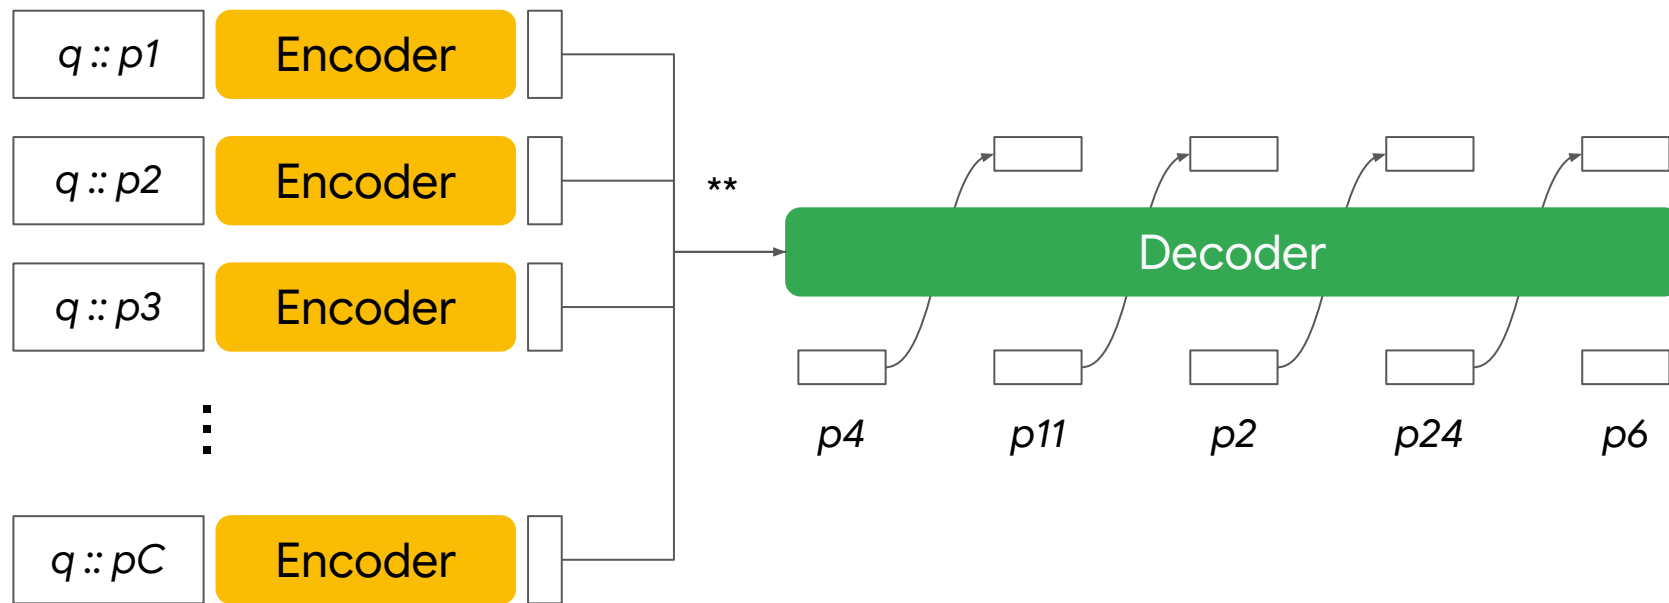 q :: p1 Encoder
q :: p2 Encoder
**
q :: p3 Encoder
Decoder
p4 p11 p2 p24 p6
q :: pC Encoder